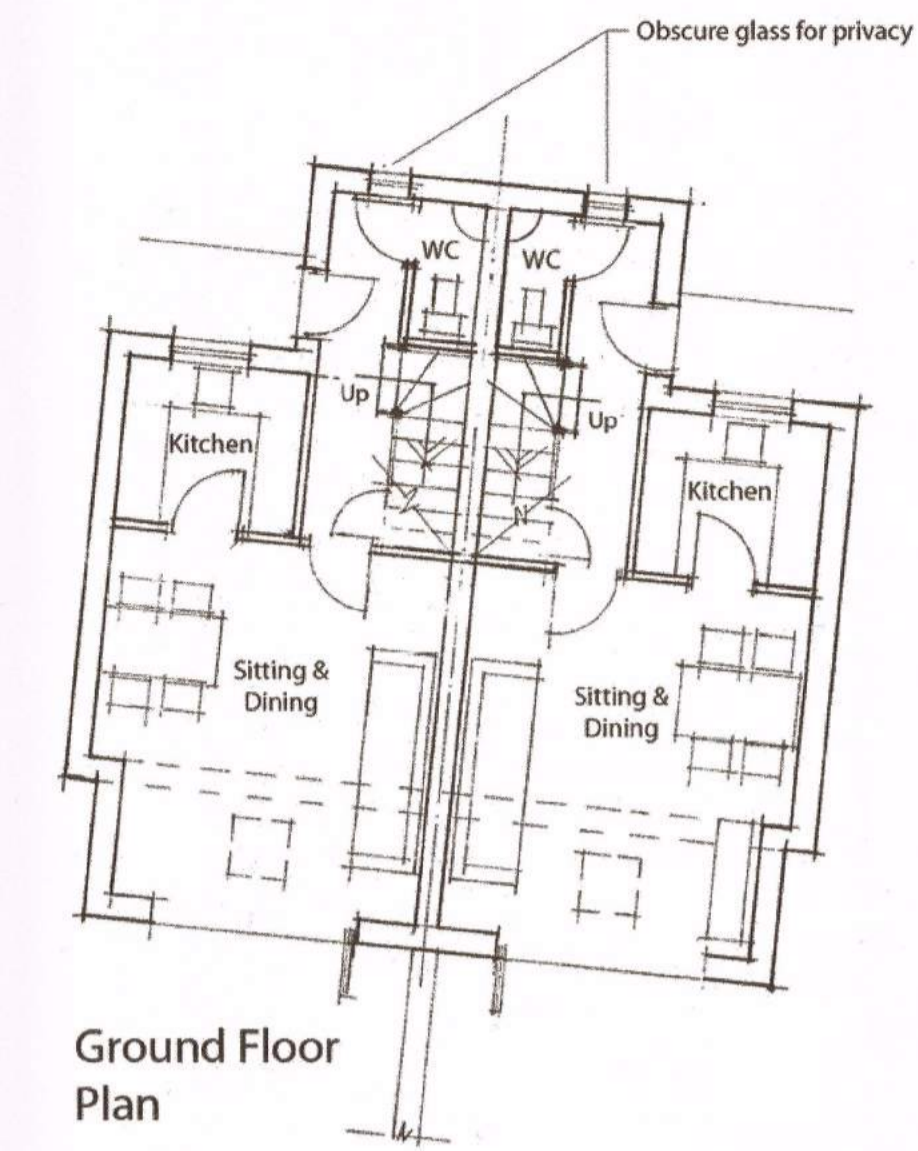 Obscure glass for privacy
WC
WC
Up
Up
Kitchen
Kitchen
Sitting &
Dining
Sitting &
Dining
Ground Floor
Plan